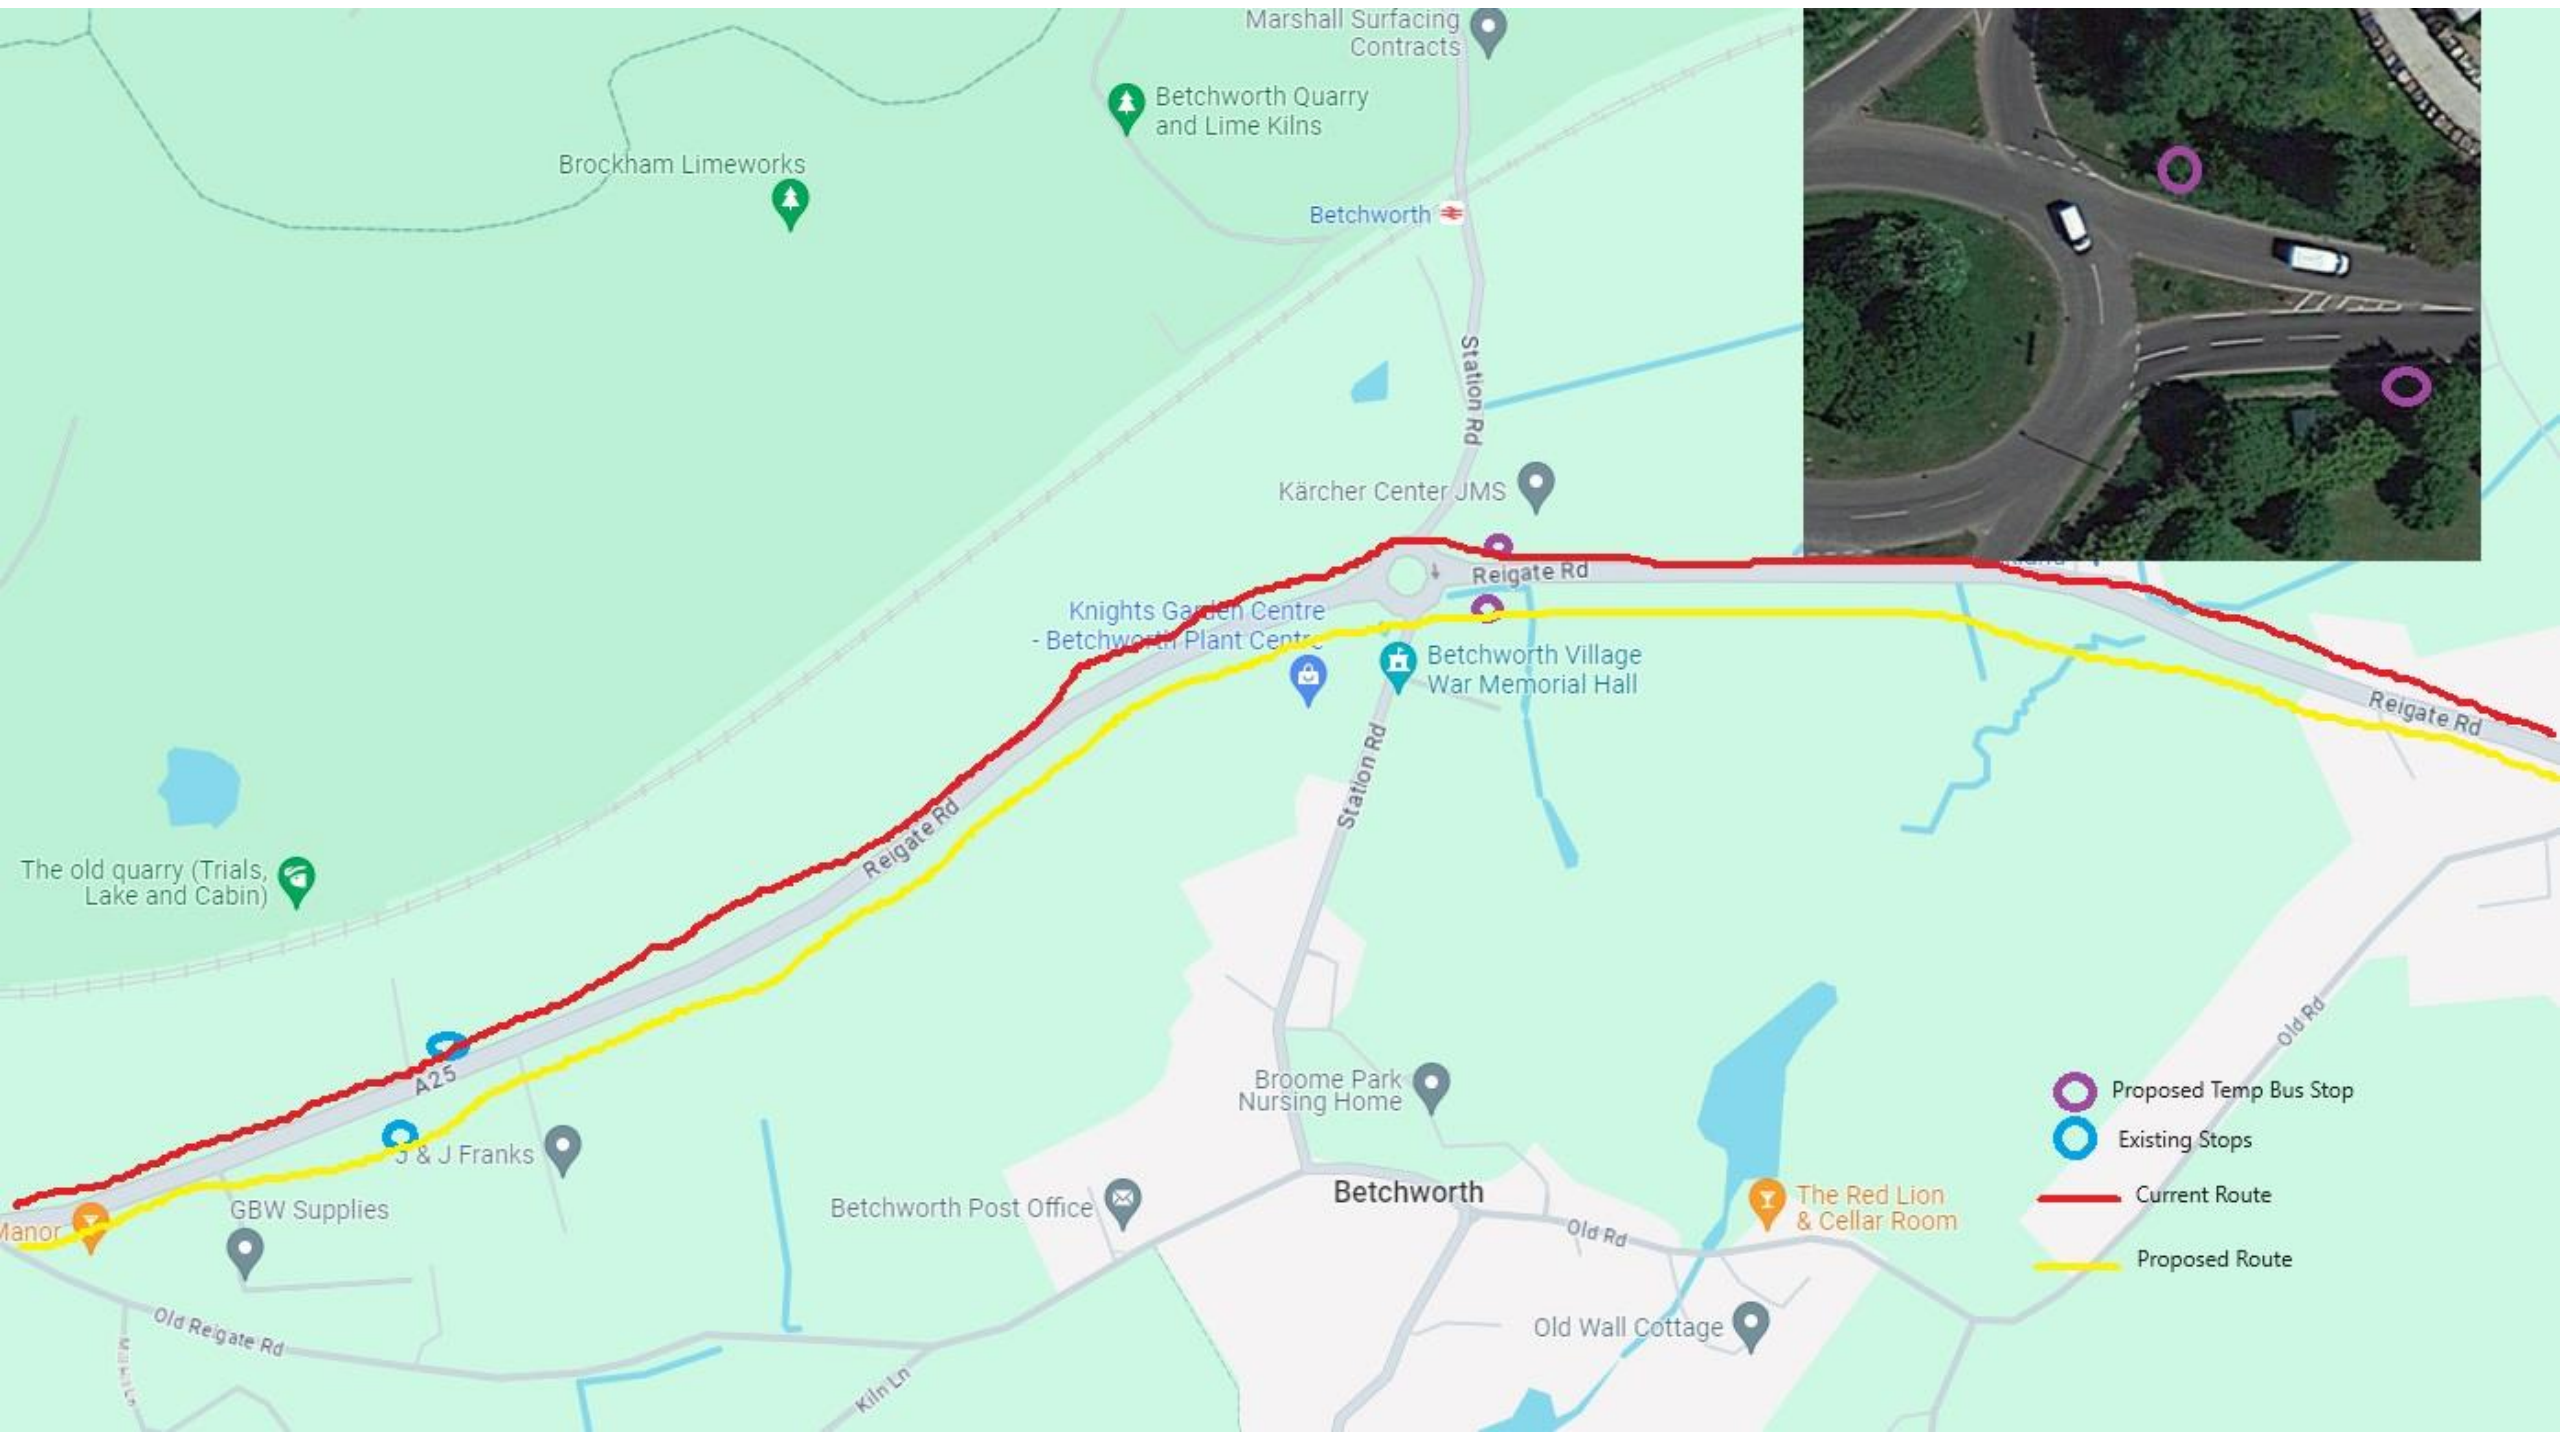 Marshall Surfacing
Contracts
Betchworth Quarry
and Lime Kilns
Brockham Limeworks
Betchworth
Station Rd
Kärcher Center JMS
Reigate Rd
Knights Garden Centre
- Betchworth Plant Centre
Betchworth Village
War Memorial Hall
Reigate Rd
Station Rd
Reigate Rd
The old quarry (Trials,
Lake and Cabin)
A25
J & J Franks
GBW Supplies
Manor
Broome Park
Nursing Home
Old Rd
Betchworth Post Office
Betchworth
Old Rd
The Red Lion
& Cellar Room
Old Wall Cottage
Old Reigate Rd
Kiln Ln
Proposed Temp Bus Stop
Existing Stops
Current Route
Proposed Route